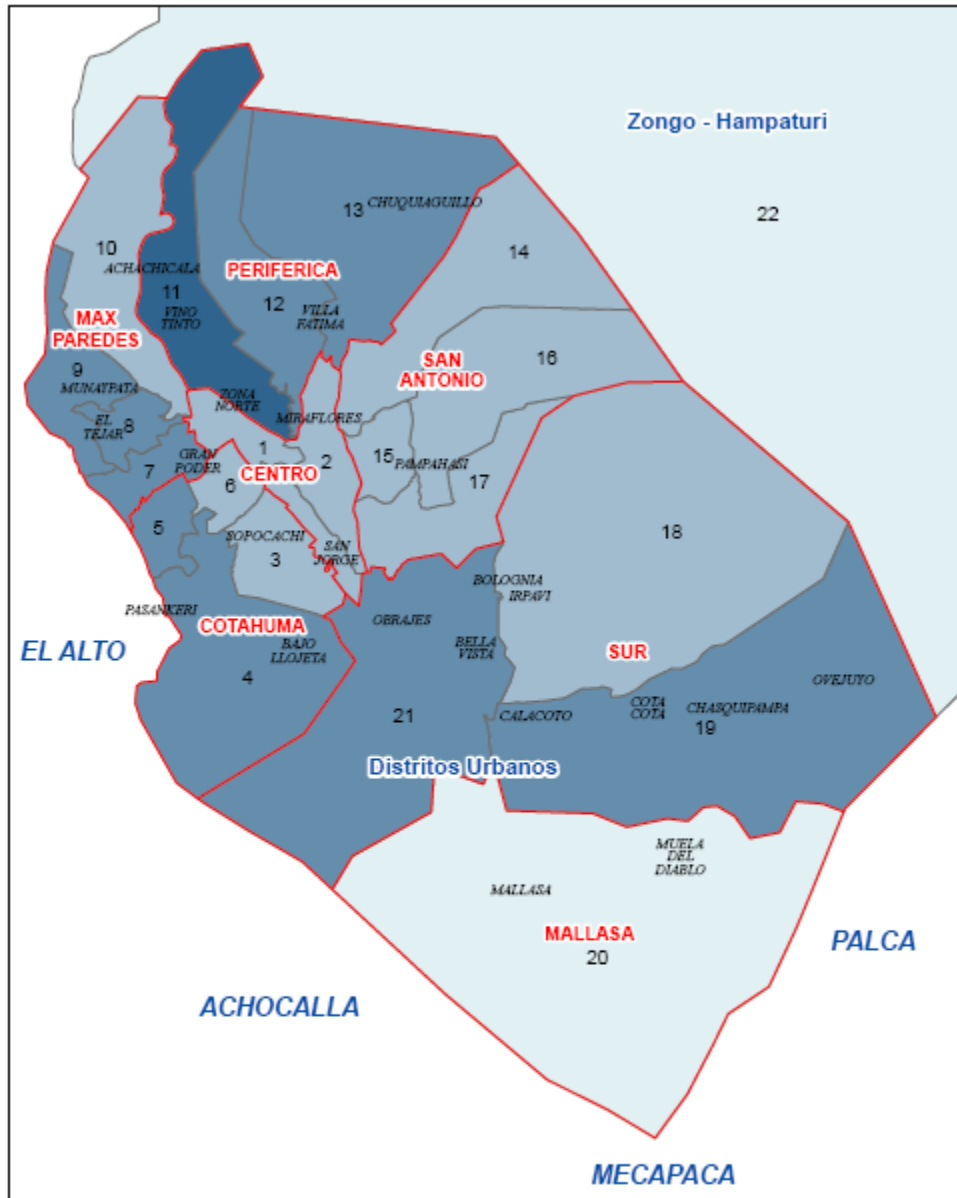 Zongo - Hampaturi
22
13
CHUQUIAGUILLO
14
10
ACHACHICALA
PERIFERICA
11
12
VINO
TINTO
VILLA
FATIMA
MAX
PAREDES
SAN
ANTONIO
16
9
MUNAYPATA
ZONA
NORTE
MIRAFLORES
EL
TEJAR
8
1
2
15
PAMPAHASI
17
GRAN
PODER
CENTRO
7
6
5
SOPOCACHI
3
SAN
JORGE
18
BOLOGNIA
IRPAVI
PASANKERI
COTAHUMA
OBRAJES
EL ALTO
BAJO
LLOJETA
BELLA
VISTA
SUR
4
OVEJUYO
21
CALACOTO
COTA
COTA
CHASQUIPAMPA
19
Distritos Urbanos
MUELA
DEL
DIABLO
MALLASA
MALLASA
20
PALCA
ACHOCALLA
MECAPACA